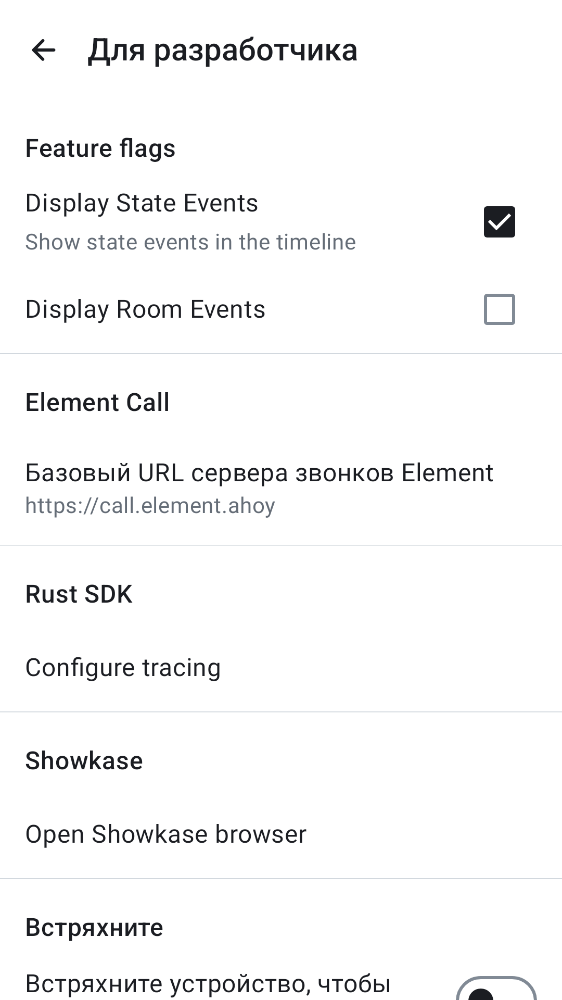 Для разработчика
Feature flags
Display State Events
Show state events in the timeline
Display Room Events
Element Call
Базовый URL сервера звонков Element
https://call.element.ahoy
Rust SDK
Configure tracing
Showkase
Open Showkase browser
Встряхните
Встряхните устройство, чтобы